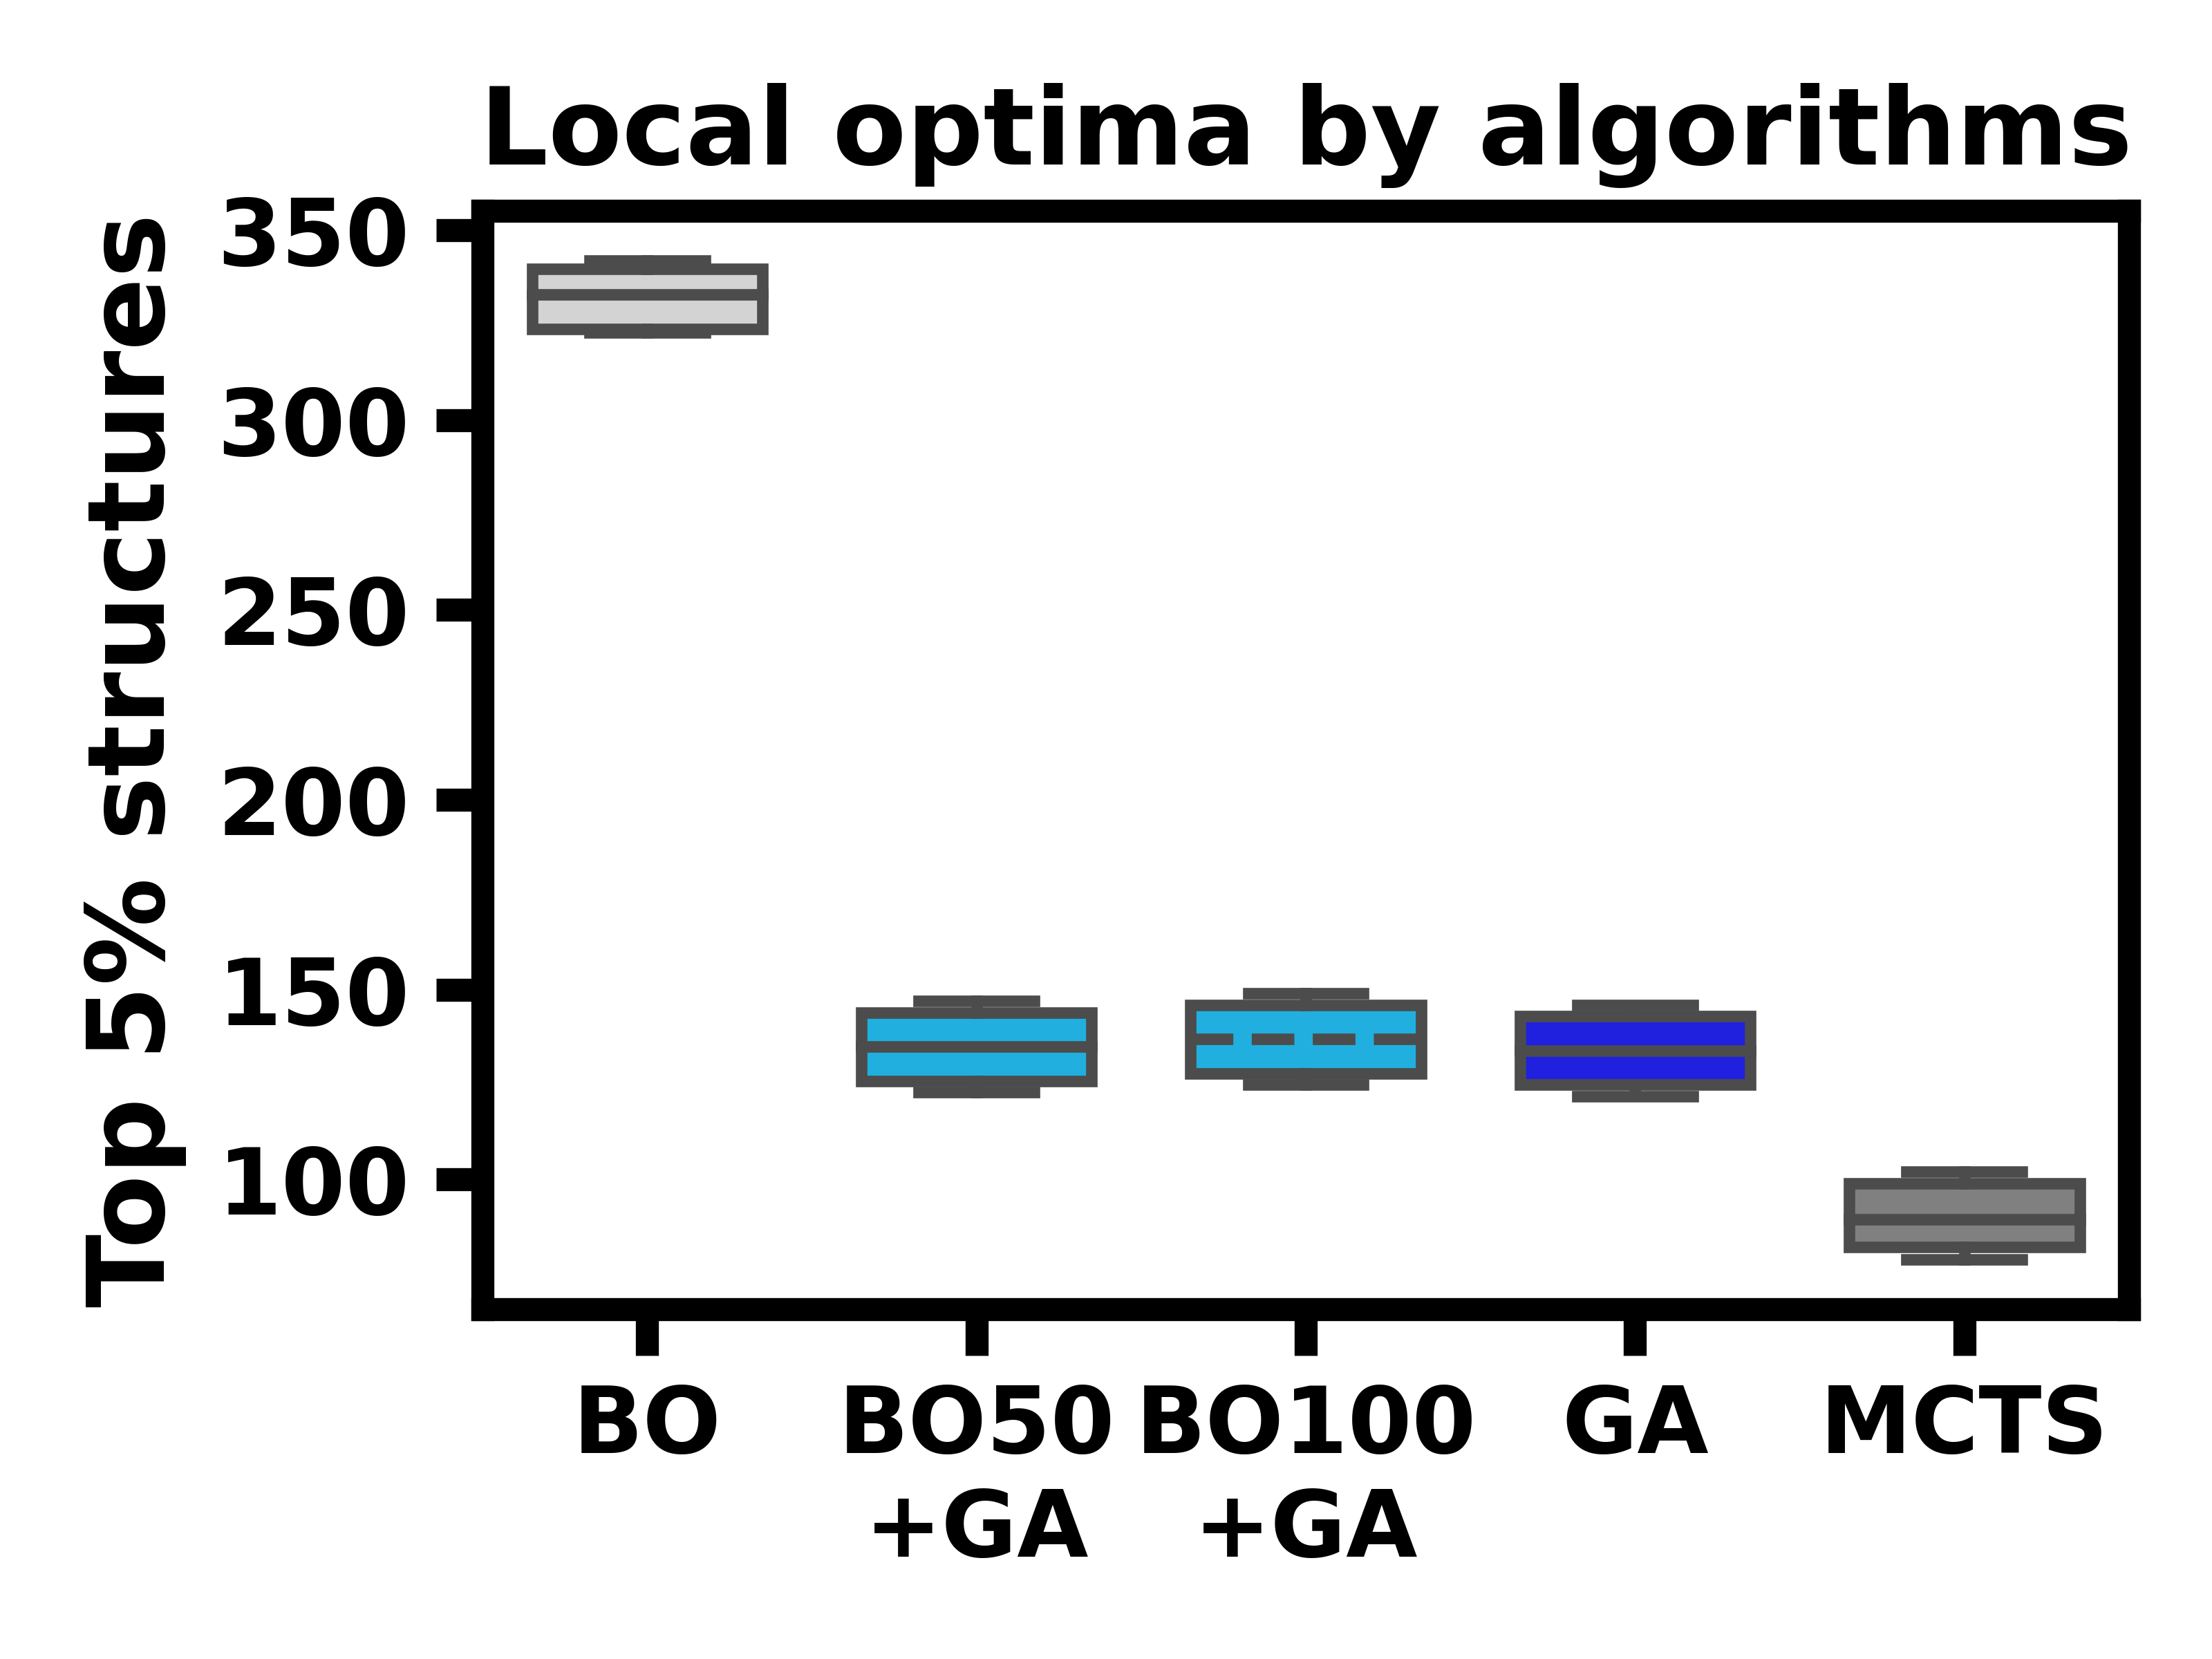 Local optima by algorithms
Top 5% structures
350
300
250
200
150
100
BO
BO50
+GA
BO100
+GA
GA
MCTS